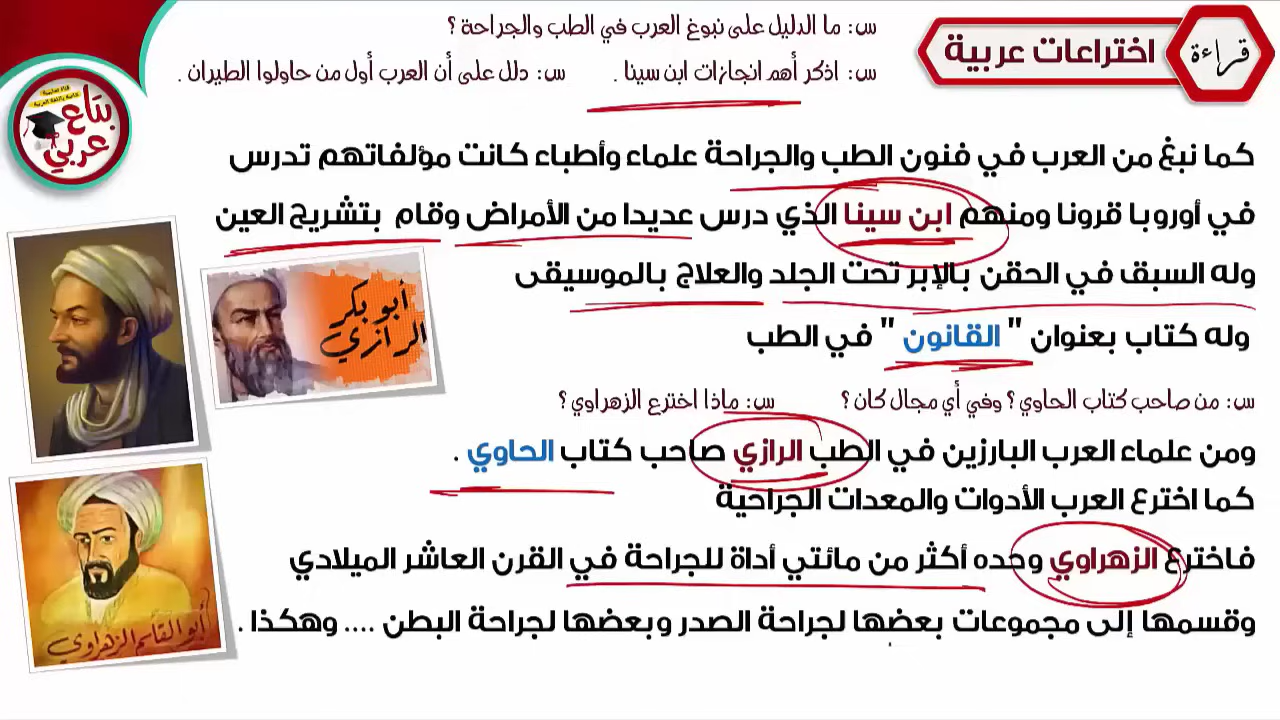 قراءة
اختراعات عربية
س: ما الدليل على نبوغ العرب في الطب والجراحة ؟
س: اذكر أهم انجازات ابن سينا . س: دلل على أن العرب أول من حاولوا الطيران .
بتاع عربي
كما نبغ من العرب في فنون الطب والجراحة علماء وأطباء كانت مؤلفاتهم تدرس
في أوروبا قرونا ومنهم ابن سينا الذي درس عديدا من الأمراض وقام بتشريح العين
وله السبق في الحقن بالإبر تحت الجلد والعلاج بالموسيقى
وله كتاب بعنوان " القانون " في الطب
أبو بكر
الرازي
س: من صاحب كتاب الحاوي ؟ وفي أي مجال كان ؟ س: ماذا اخترع الزهراوي ؟
ومن علماء العرب البارزين في الطب الرازي صاحب كتاب الحاوي .
كما اخترع العرب الأدوات والمعدات الجراحية
فاخترع الزهراوي وحده أكثر من مائتي أداة للجراحة في القرن العاشر الميلادي
وقسمها إلى مجموعات بعضها لجراحة الصدر وبعضها لجراحة البطن .... وهكذا .
أبو القاسم الزهراوي